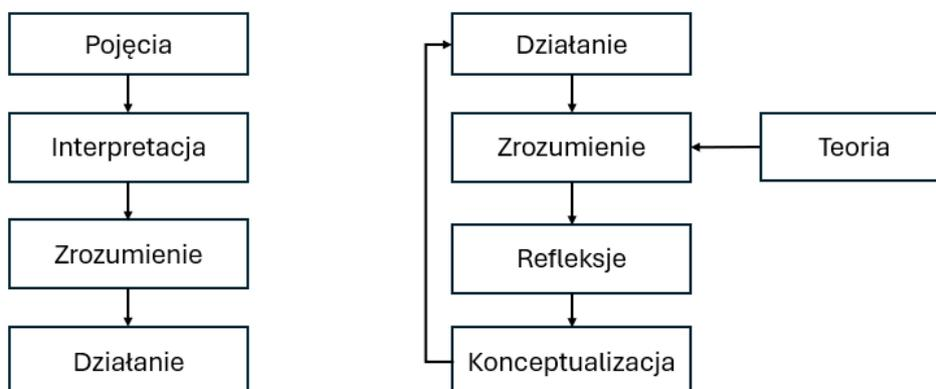 Pojęcia
Interpretacja
Zrozumienie
Działanie
Działanie
Zrozumienie
Teoria
Refleksje
Konceptualizacja